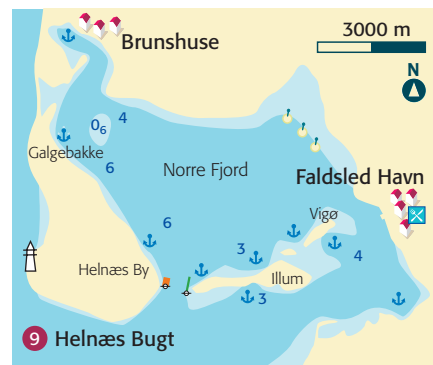 3000 m
Brunshuse
N
0₆ 4
Galgebakke
6
Norre Fjord
Faldsled Havn
Vigø
6
3
4
Helnæs By
Illum
3
9 Helnæs Bugt